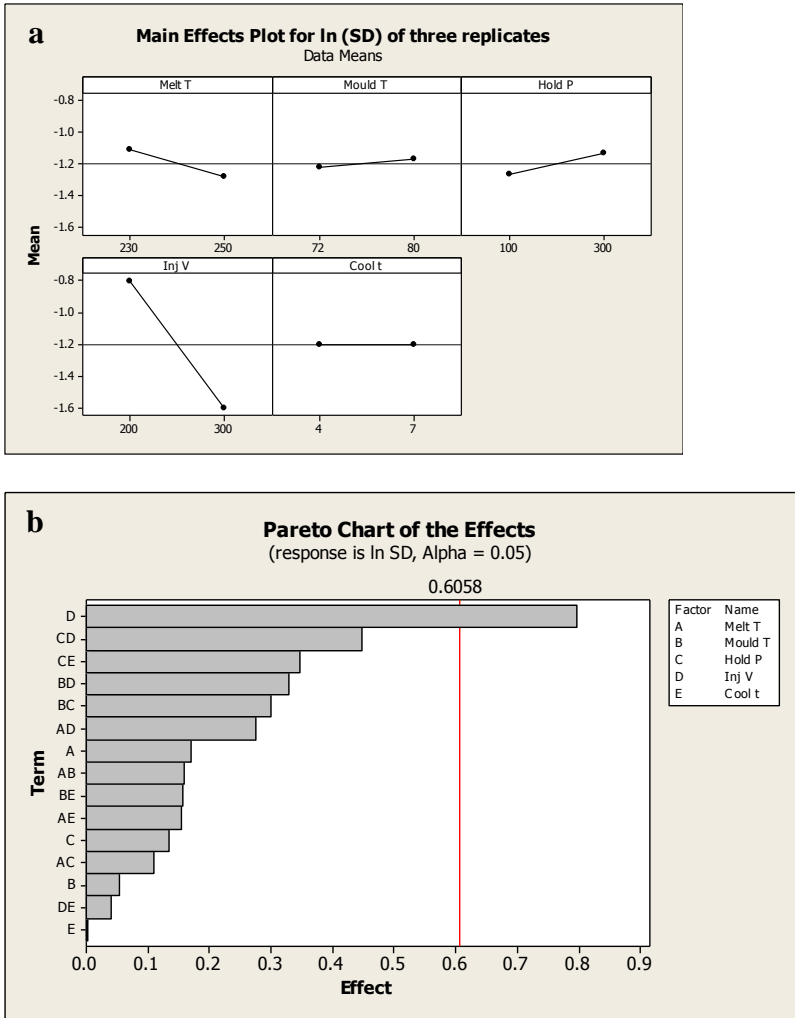 a
Main Effects Plot for ln (SD) of three replicates
Data Means
Melt T Mould T Hold P
-0.8
-1.0
-1.2
-1.4
-1.6
230 250 72 80 100 300
Inj V Cool t
-0.8
-1.0
-1.2
-1.4
-1.6
200 300 4 7
Mean
b
Pareto Chart of the Effects
(response is ln SD, Alpha = 0.05)
0.6058
D
CD
CE
BD
BC
AD
A
AB
BE
AE
C
AC
B
DE
E
Term
0.0 0.1 0.2 0.3 0.4 0.5 0.6 0.7 0.8 0.9
Effect
Factor Name
A Melt T
B Mould T
C Hold P
D Inj V
E Cool t